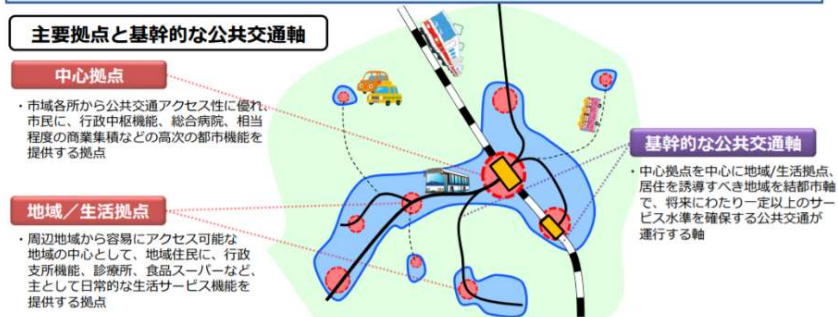 主要拠点と基幹的な公共交通軸
中心拠点
・市域各所から公共交通アクセス性に優れ、
市民に、行政中枢機能、総合病院、相当
程度の商業集積などの高次の都市機能を
提供する拠点
地域／生活拠点
・周辺地域から容易にアクセス可能な
地域の中心として、地域住民に、行政
支所機能、診療所、食品スーパーなど、
主として日常的な生活サービス機能を
提供する拠点
基幹的な公共交通軸
・中心拠点を中心に地域/生活拠点、
居住を誘導すべき地域を結都市軸
で、将来にわたり一定以上のサー
ビス水準を確保する公共交通が
運行する軸